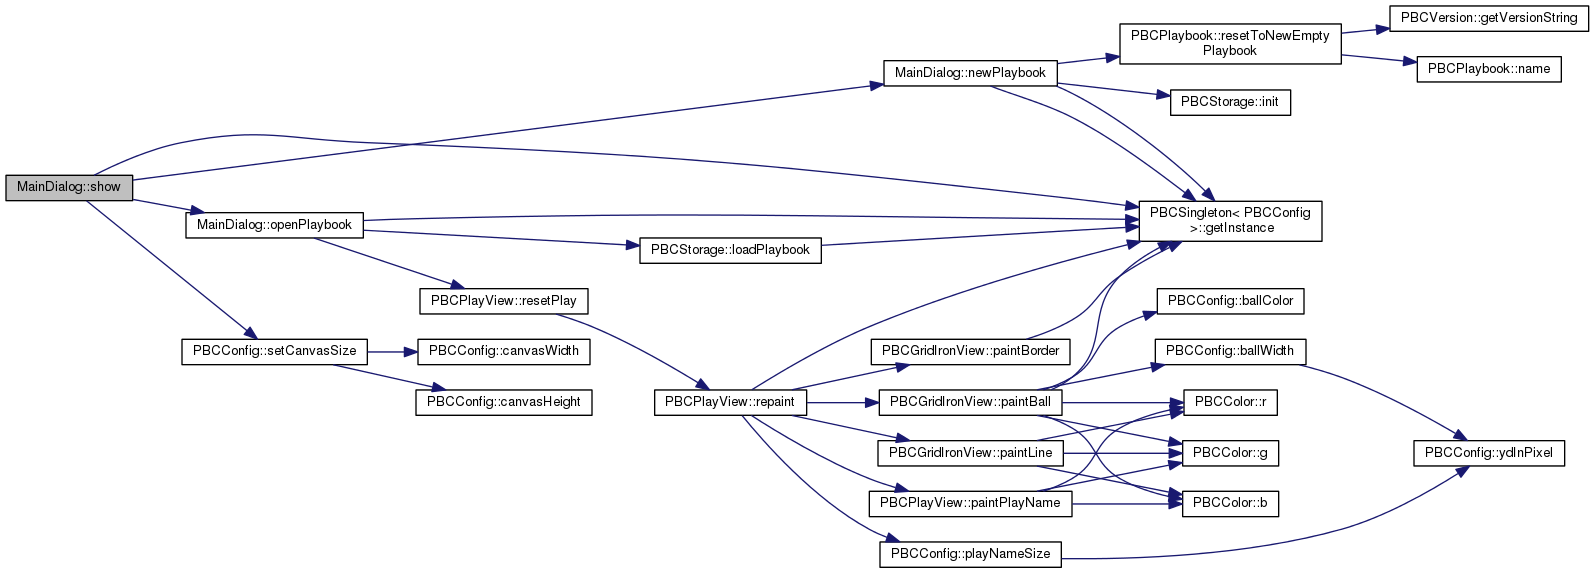 PBCVersion::getVersionString
PBCPlaybook::resetToNewEmpty
Playbook
MainDialog::newPlaybook
PBCPlaybook::name
PBCStorage::init
MainDialog::show
PBCSingleton< PBCConfig
>::getInstance
MainDialog::openPlaybook
PBCStorage::loadPlaybook
PBCPlayView::resetPlay
PBCConfig::ballColor
PBCConfig::setCanvasSize
PBCConfig::canvasWidth
PBCGridIronView::paintBorder
PBCConfig::ballWidth
PBCConfig::canvasHeight
PBCPlayView::repaint
PBCGridIronView::paintBall
PBCColor::r
PBCGridIronView::paintLine
PBCColor::g
PBCConfig::ydInPixel
PBCPlayView::paintPlayName
PBCColor::b
PBCConfig::playNameSize